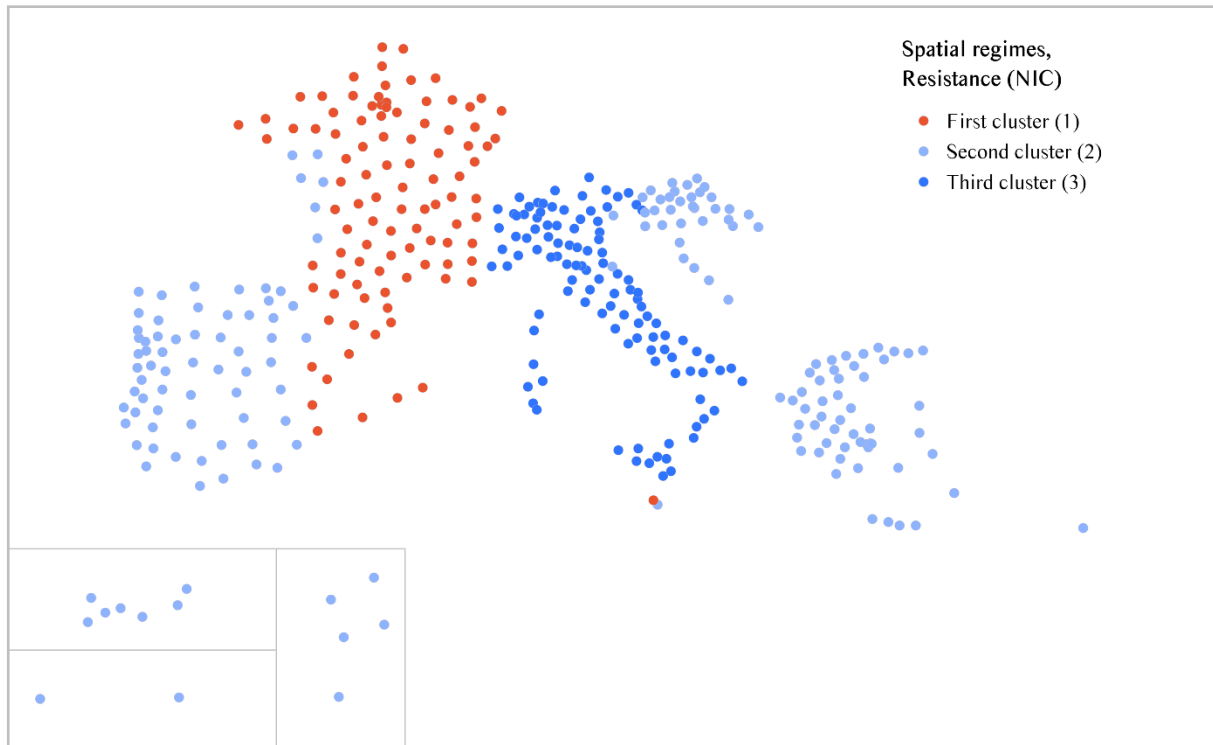 Spatial regimes,
Resistance (NIC)
First cluster (1)
Second cluster (2)
Third cluster (3)